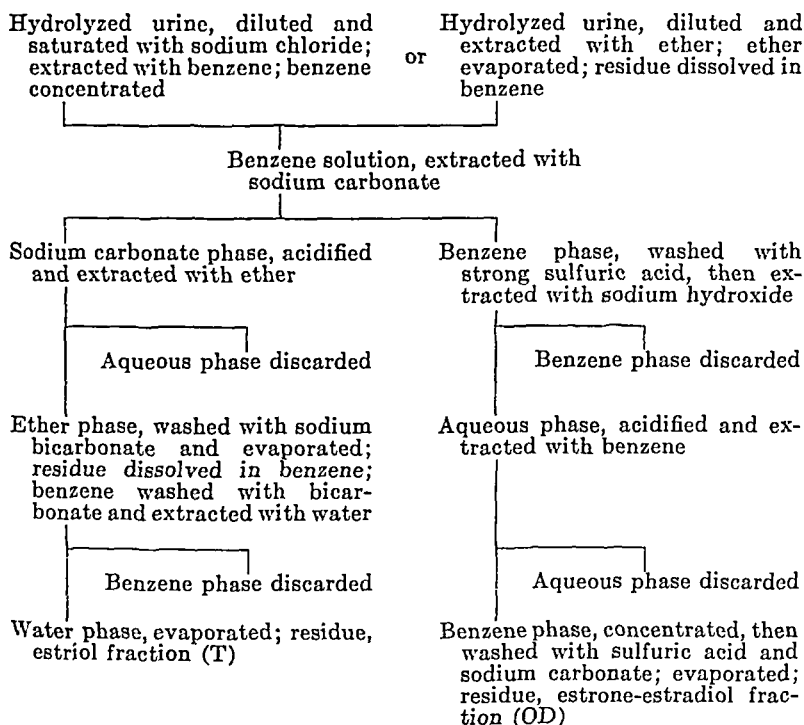 Hydrolyzed urine, diluted and
saturated with sodium chloride;
extracted with benzene; benzene
concentrated
or
Hydrolyzed urine, diluted and
extracted with ether; ether
evaporated; residue dissolved in
benzene
Benzene solution, extracted with
sodium carbonate
Sodium carbonate phase, acidified
and extracted with ether
Benzene phase, washed with
strong sulfuric acid, then ex-
tracted with sodium hydroxide
Aqueous phase discarded
Benzene phase discarded
Ether phase, washed with sodium
bicarbonate and evaporated;
residue dissolved in benzene;
benzene washed with bicar-
bonate and extracted with water
Aqueous phase, acidified and ex-
tracted with benzene
Benzene phase discarded
Aqueous phase discarded
Water phase, evaporated; residue,
estriol fraction (T)
Benzene phase, concentrated, then
washed with sulfuric acid and
sodium carbonate; evaporated;
residue, estrone-estradiol frac-
tion (OD)